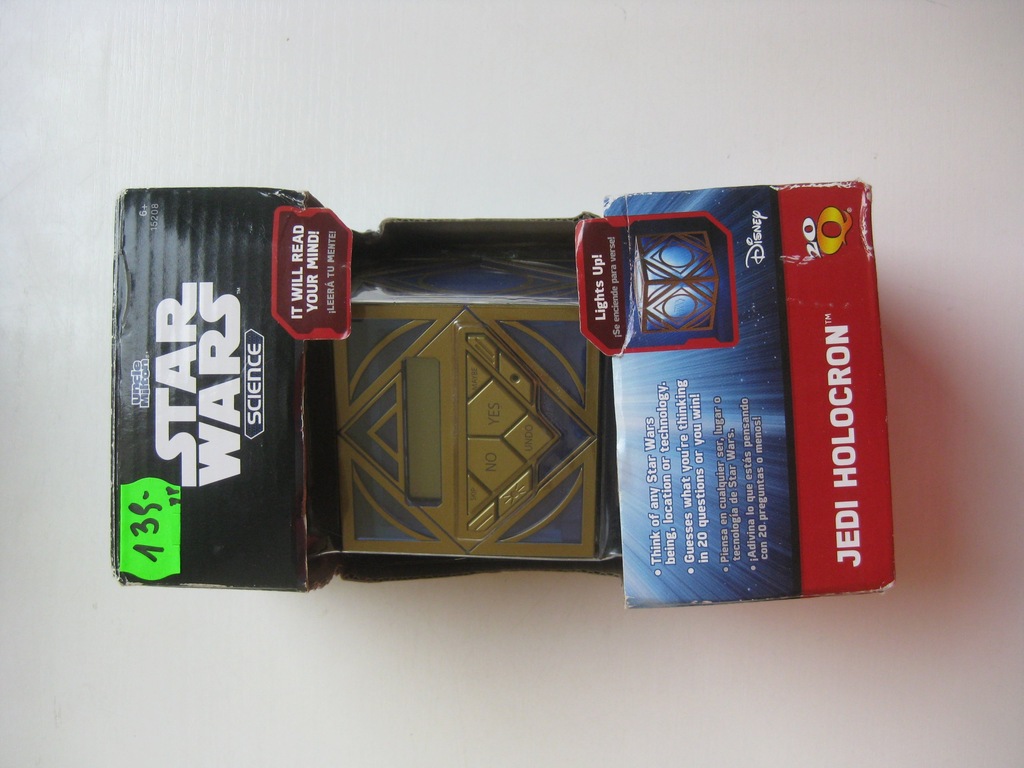 6+
15208
uncle
Milton
STAR
WARS™
SCIENCE
135,-
IT WILL READ
YOUR MIND!
¡LEERÁ TU MENTE!
NO
YES
UNDO
Lights Up!
¡Se enciende para verse!
• Think of any Star Wars
being, location or technology.
• Guesses what you're thinking
in 20 questions or you win!
• Piensa en cualquier ser, lugar o
tecnología de Star Wars.
• ¡Adivina lo que estás pensando
con 20 preguntas o menos!
Disney
20
Q®
JEDI HOLOCRON™